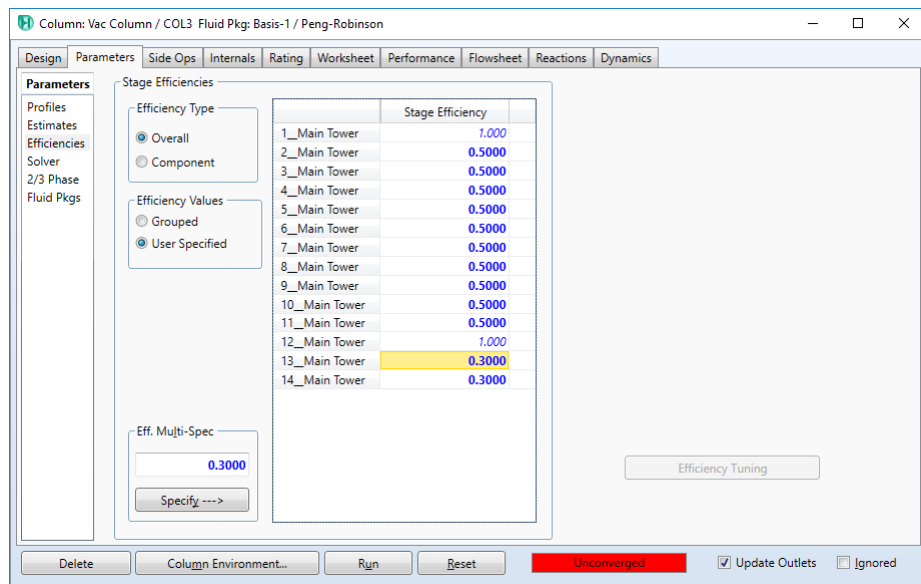 Column: Vac Column / COL3 Fluid Pkg: Basis-1 / Peng-Robinson
Design Parameters Side Ops Internals Rating Worksheet Performance Flowsheet Reactions Dynamics
Parameters
Profiles
Estimates
Efficiencies
Solver
2/3 Phase
Fluid Pkgs
Stage Efficiencies
Efficiency Type
Overall
Component
Efficiency Values
Grouped
User Specified
Eff. Multi-Spec
0.3000
Specify --->
Stage Efficiency
1__Main Tower 1.000
2__Main Tower 0.5000
3__Main Tower 0.5000
4__Main Tower 0.5000
5__Main Tower 0.5000
6__Main Tower 0.5000
7__Main Tower 0.5000
8__Main Tower 0.5000
9__Main Tower 0.5000
10__Main Tower 0.5000
11__Main Tower 0.5000
12__Main Tower 1.000
13__Main Tower 0.3000
14__Main Tower 0.3000
Efficiency Tuning
Delete Column Environment... Run Reset Unconverged Update Outlets Ignored